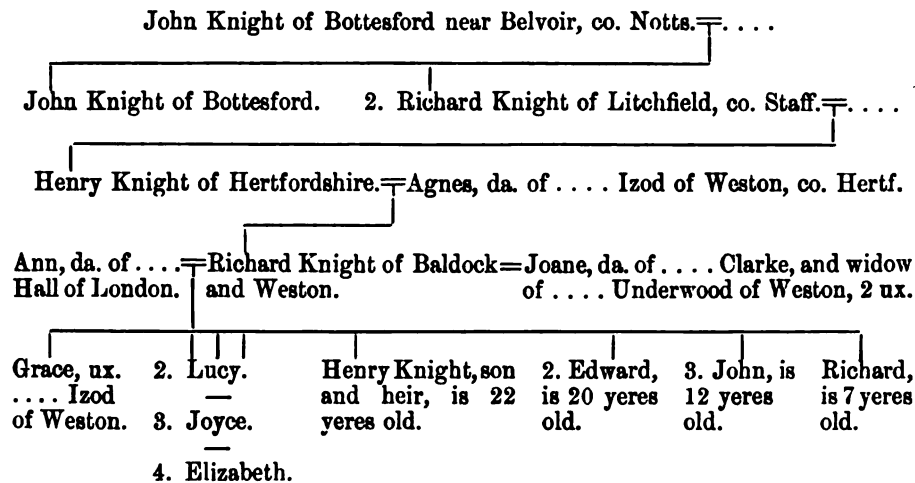 John Knight of Bottesford near Belvoir, co. Notts.=. . . .
John Knight of Bottesford. 2. Richard Knight of Litchfield, co. Staff.=. . . .
Henry Knight of Hertfordshire.=Agnes, da. of . . . . Izod of Weston, co. Hertf.
Ann, da. of . . . .=Richard Knight of Baldock=Joane, da. of . . . . Clarke, and widow
Hall of London. and Weston. of . . . . Underwood of Weston, 2 ux.
Grace, ux. 2. Lucy. Henry Knight, son 2. Edward, 3. John, is Richard,
. . . . Izod and heir, is 22 is 20 yeres 12 yeres is 7 yeres
of Weston. 3. Joyce. yeres old. old. old. old.
4. Elizabeth.